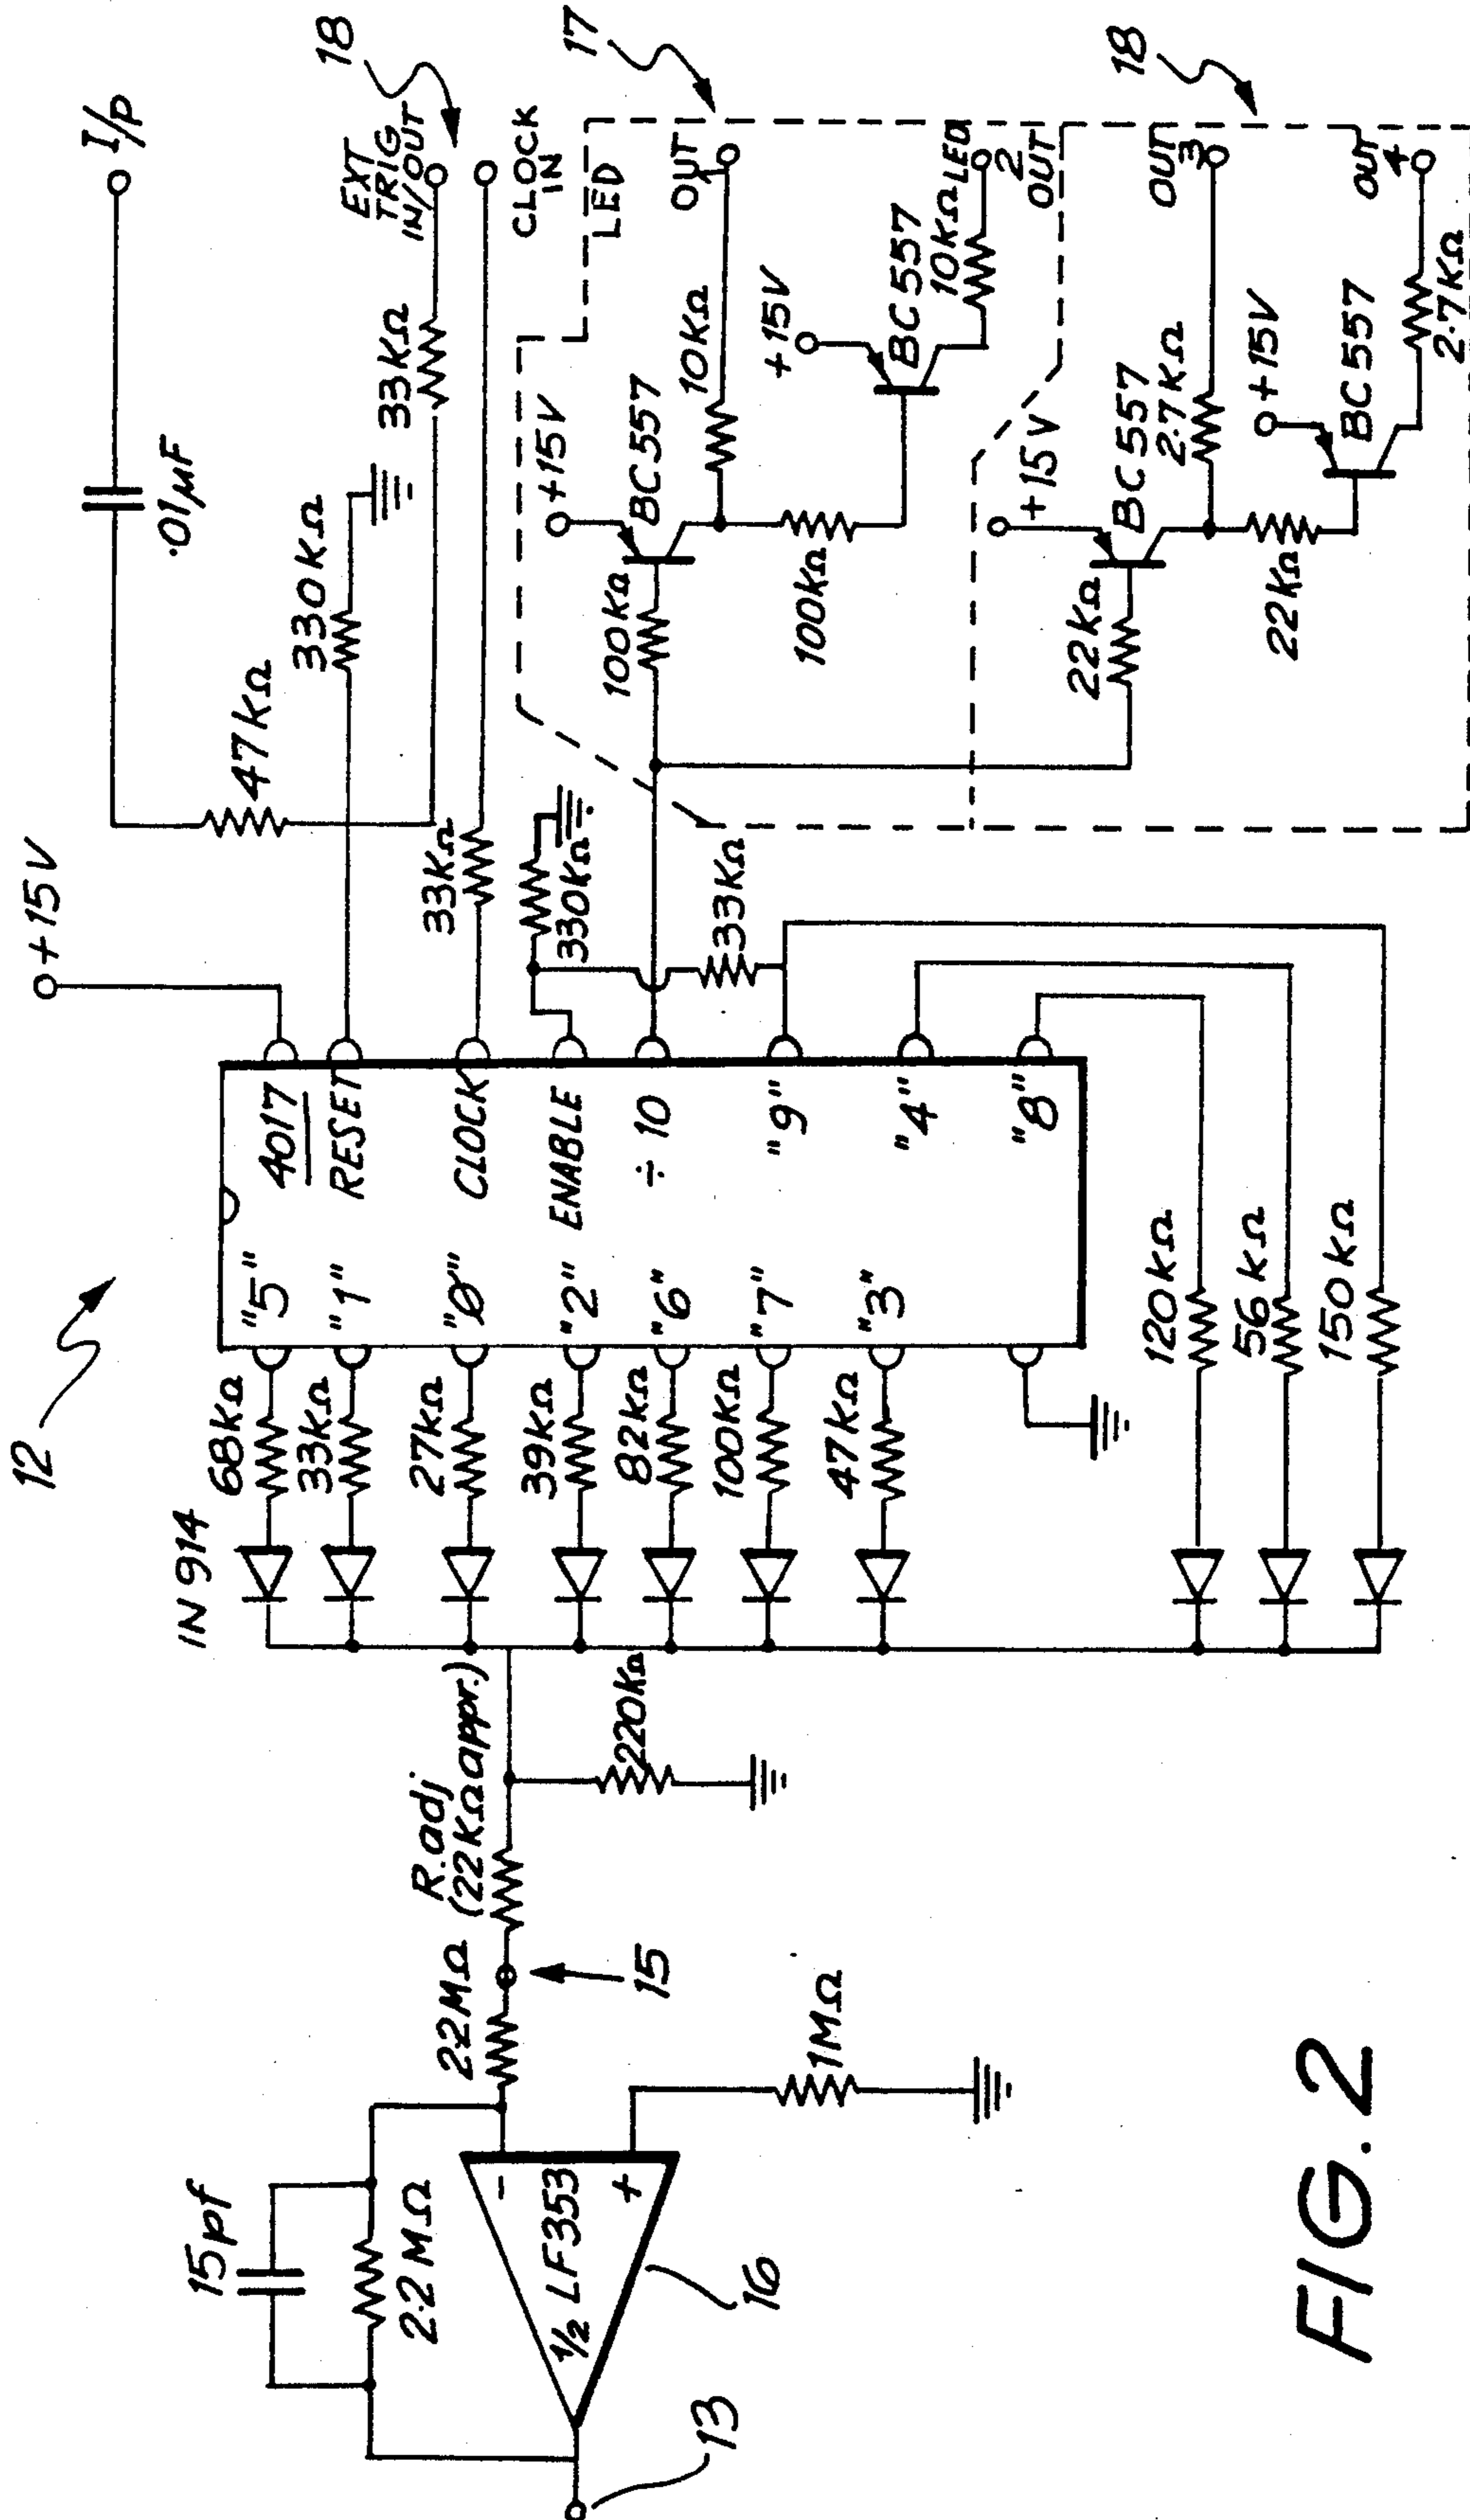 12
+15V
I/P
.01µF
47KΩ
330KΩ
33KΩ
EXT
TRIG
IN/OUT
18
33KΩ
CLOCK
IN
LED
OUT
17
IN 914
68KΩ
33KΩ
27KΩ
39KΩ
82KΩ
100KΩ
47KΩ
"5"
"1"
"0"
"2"
"6"
"7"
"3"
4017
RESET
CLOCK
ENABLE
÷ 10
"9"
"4"
"8"
330KΩ
33KΩ
120KΩ
56KΩ
150KΩ
100KΩ
+15V
BC557
10KΩ
100KΩ
+15V
BC557
10KΩ
LED
2
OUT
22KΩ
+15V
BC557
2.7KΩ
OUT
3
18
22KΩ
+15V
BC557
2.7KΩ
OUT
4
15pf
2.2MΩ
1/2 LF353
-
+
16
13
1MΩ
15
R.adj
(22KΩ appr.)
220KΩ
FIG. 2